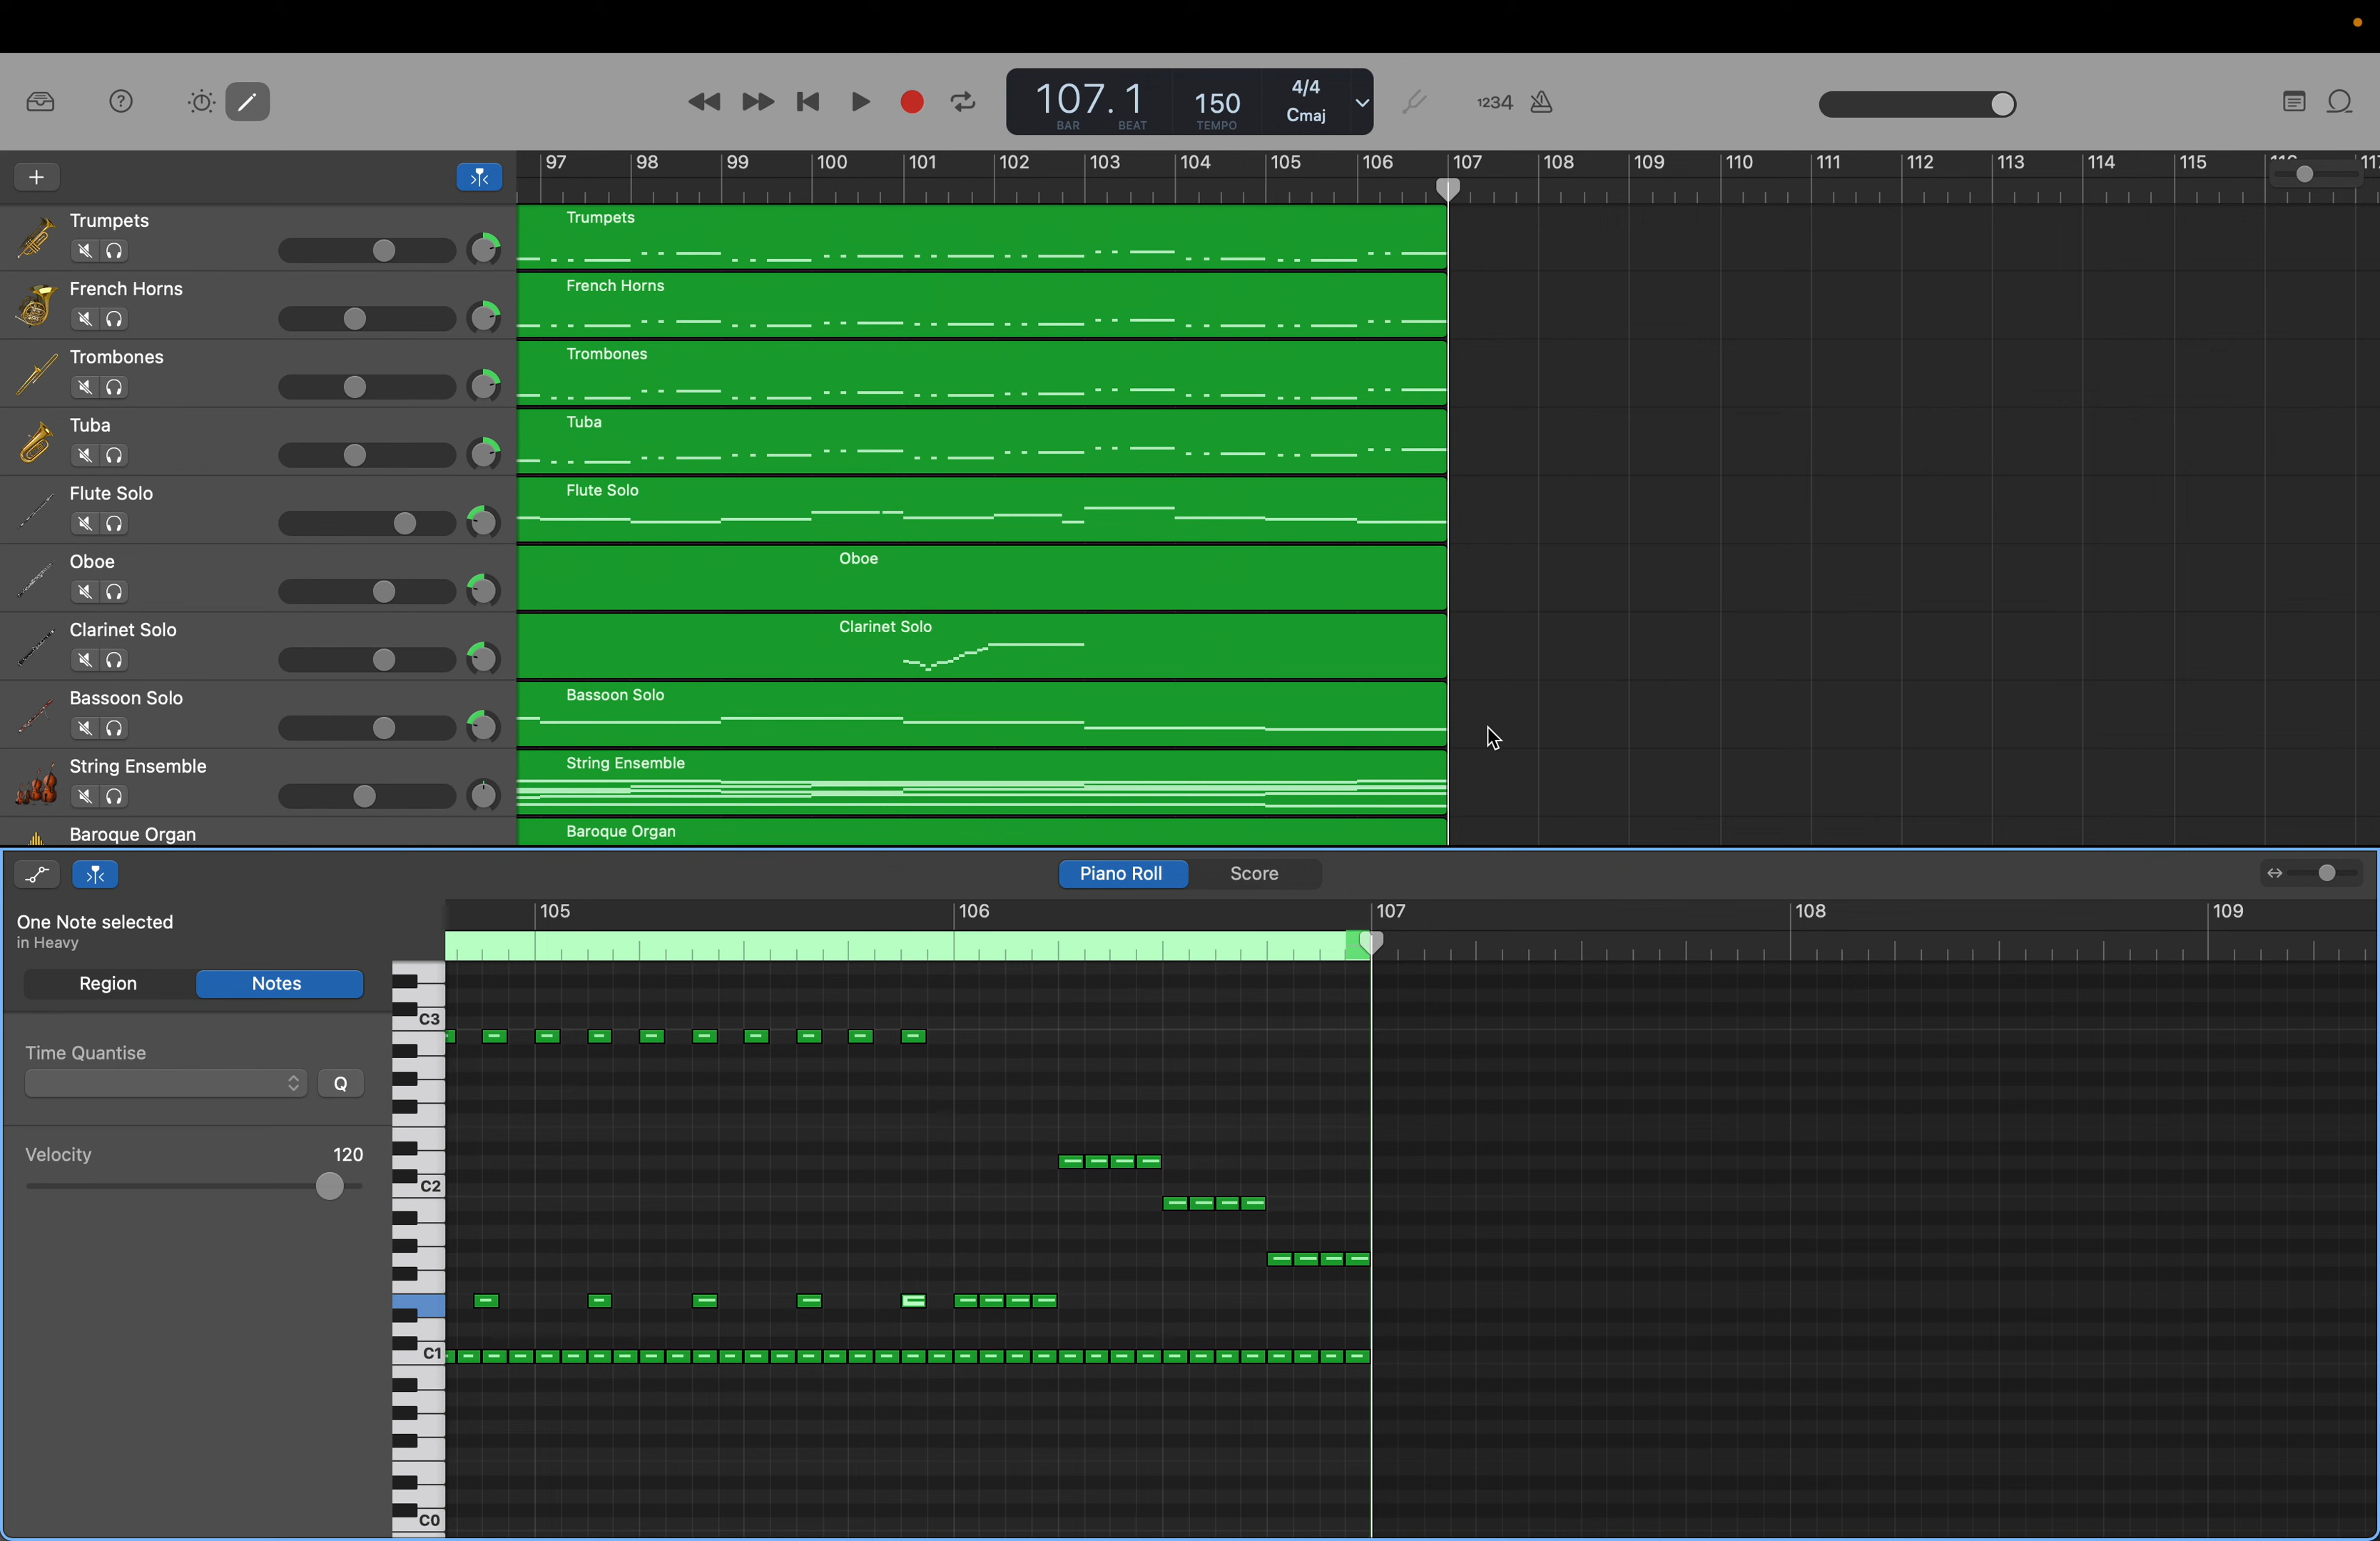 107.1 150 4/4 Cmaj
BAR BEAT TEMPO
1234
97 98 99 100 101 102 103 104 105 106 107 108 109 110 111 112 113 114 115
Trumpets
Trumpets
French Horns
French Horns
Trombones
Trombones
Tuba
Tuba
Flute Solo
Flute Solo
Oboe
Oboe
Clarinet Solo
Clarinet Solo
Bassoon Solo
Bassoon Solo
String Ensemble
String Ensemble
Baroque Organ
Baroque Organ
Piano Roll Score
105 106 107 108 109
One Note selected
in Heavy
Region Notes
Time Quantise
Q
Velocity 120
C3
C2
C1
C0